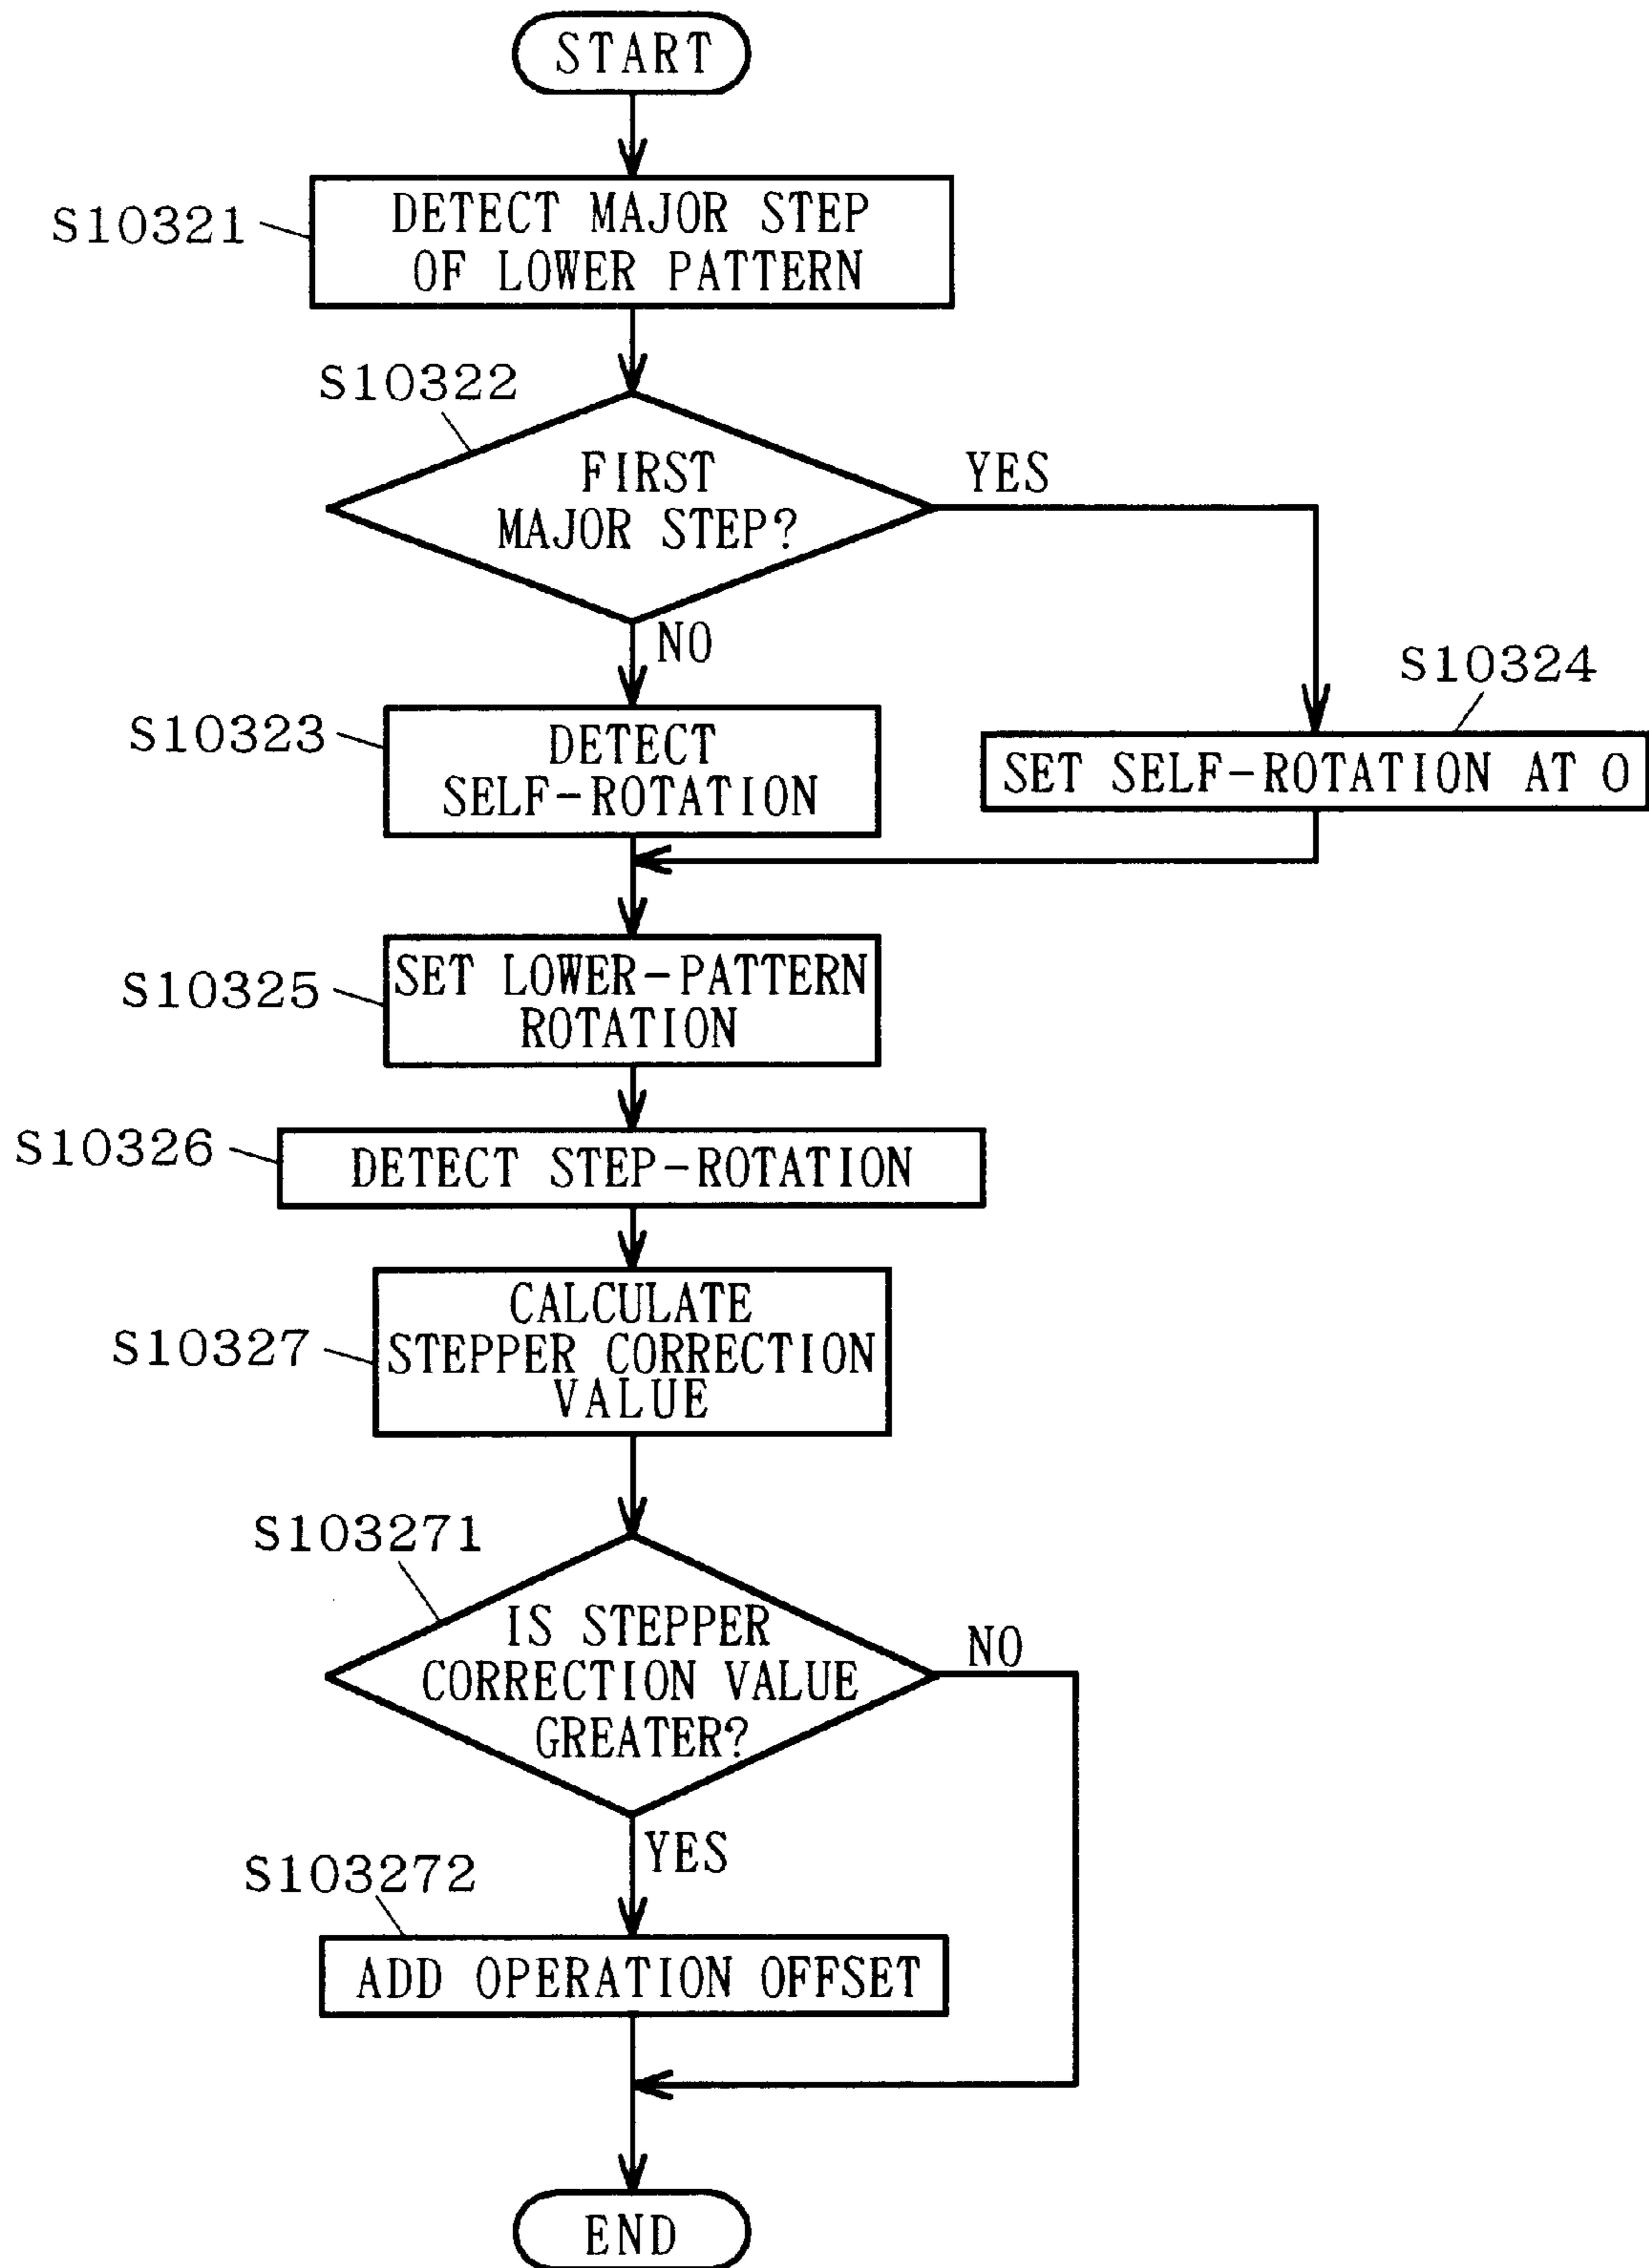 START
S10321
DETECT MAJOR STEP
OF LOWER PATTERN
S10322
FIRST
MAJOR STEP?
YES
NO
S10324
SET SELF-ROTATION AT 0
S10323
DETECT
SELF-ROTATION
S10325
SET LOWER-PATTERN
ROTATION
S10326
DETECT STEP-ROTATION
S10327
CALCULATE
STEPPER CORRECTION
VALUE
S103271
IS STEPPER
CORRECTION VALUE
GREATER?
NO
YES
S103272
ADD OPERATION OFFSET
END